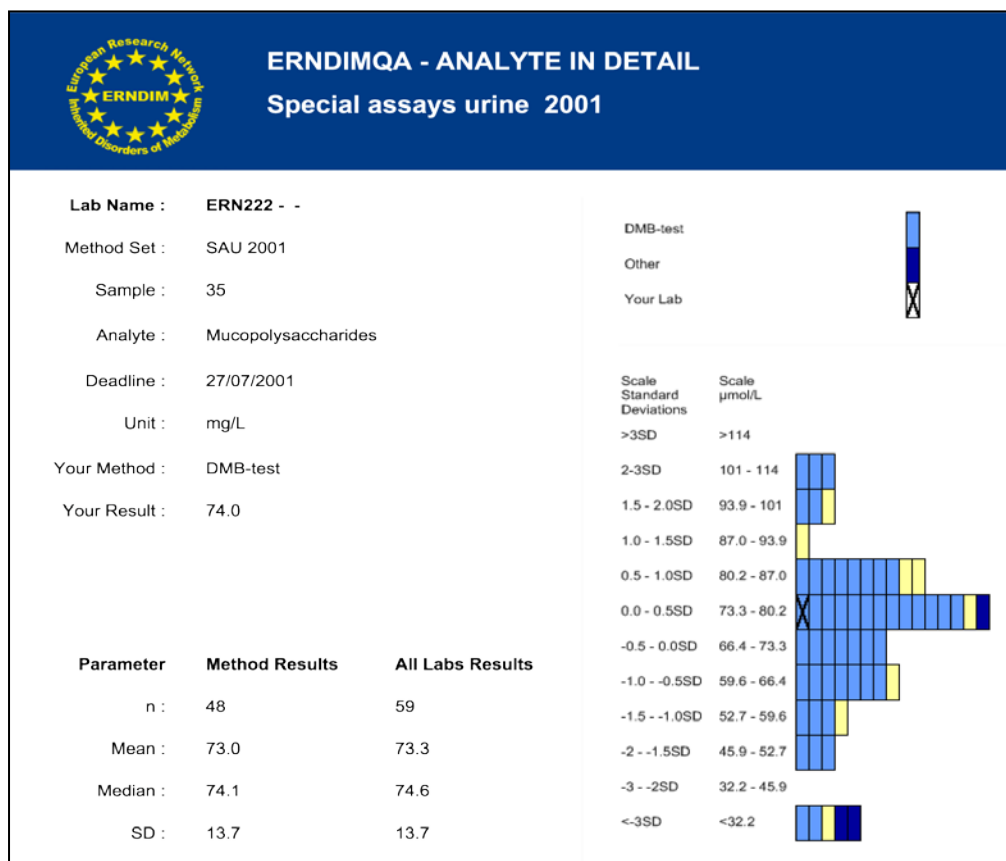 European Research Network
ERNDIM
Inherited Disorders of Metabolism
ERNDIMQA - ANALYTE IN DETAIL
Special assays urine 2001
Lab Name : ERN222 - -
Method Set : SAU 2001
Sample : 35
Analyte : Mucopolysaccharides
Deadline : 27/07/2001
Unit : mg/L
Your Method : DMB-test
Your Result : 74.0
Parameter Method Results All Labs Results
n : 48 59
Mean : 73.0 73.3
Median : 74.1 74.6
SD : 13.7 13.7
DMB-test
Other
Your Lab
Scale Scale
Standard µmol/L
Deviations
>3SD >114
2-3SD 101 - 114
1.5 - 2.0SD 93.9 - 101
1.0 - 1.5SD 87.0 - 93.9
0.5 - 1.0SD 80.2 - 87.0
0.0 - 0.5SD 73.3 - 80.2
-0.5 - 0.0SD 66.4 - 73.3
-1.0 - -0.5SD 59.6 - 66.4
-1.5 - -1.0SD 52.7 - 59.6
-2 - -1.5SD 45.9 - 52.7
-3 - -2SD 32.2 - 45.9
<-3SD <32.2